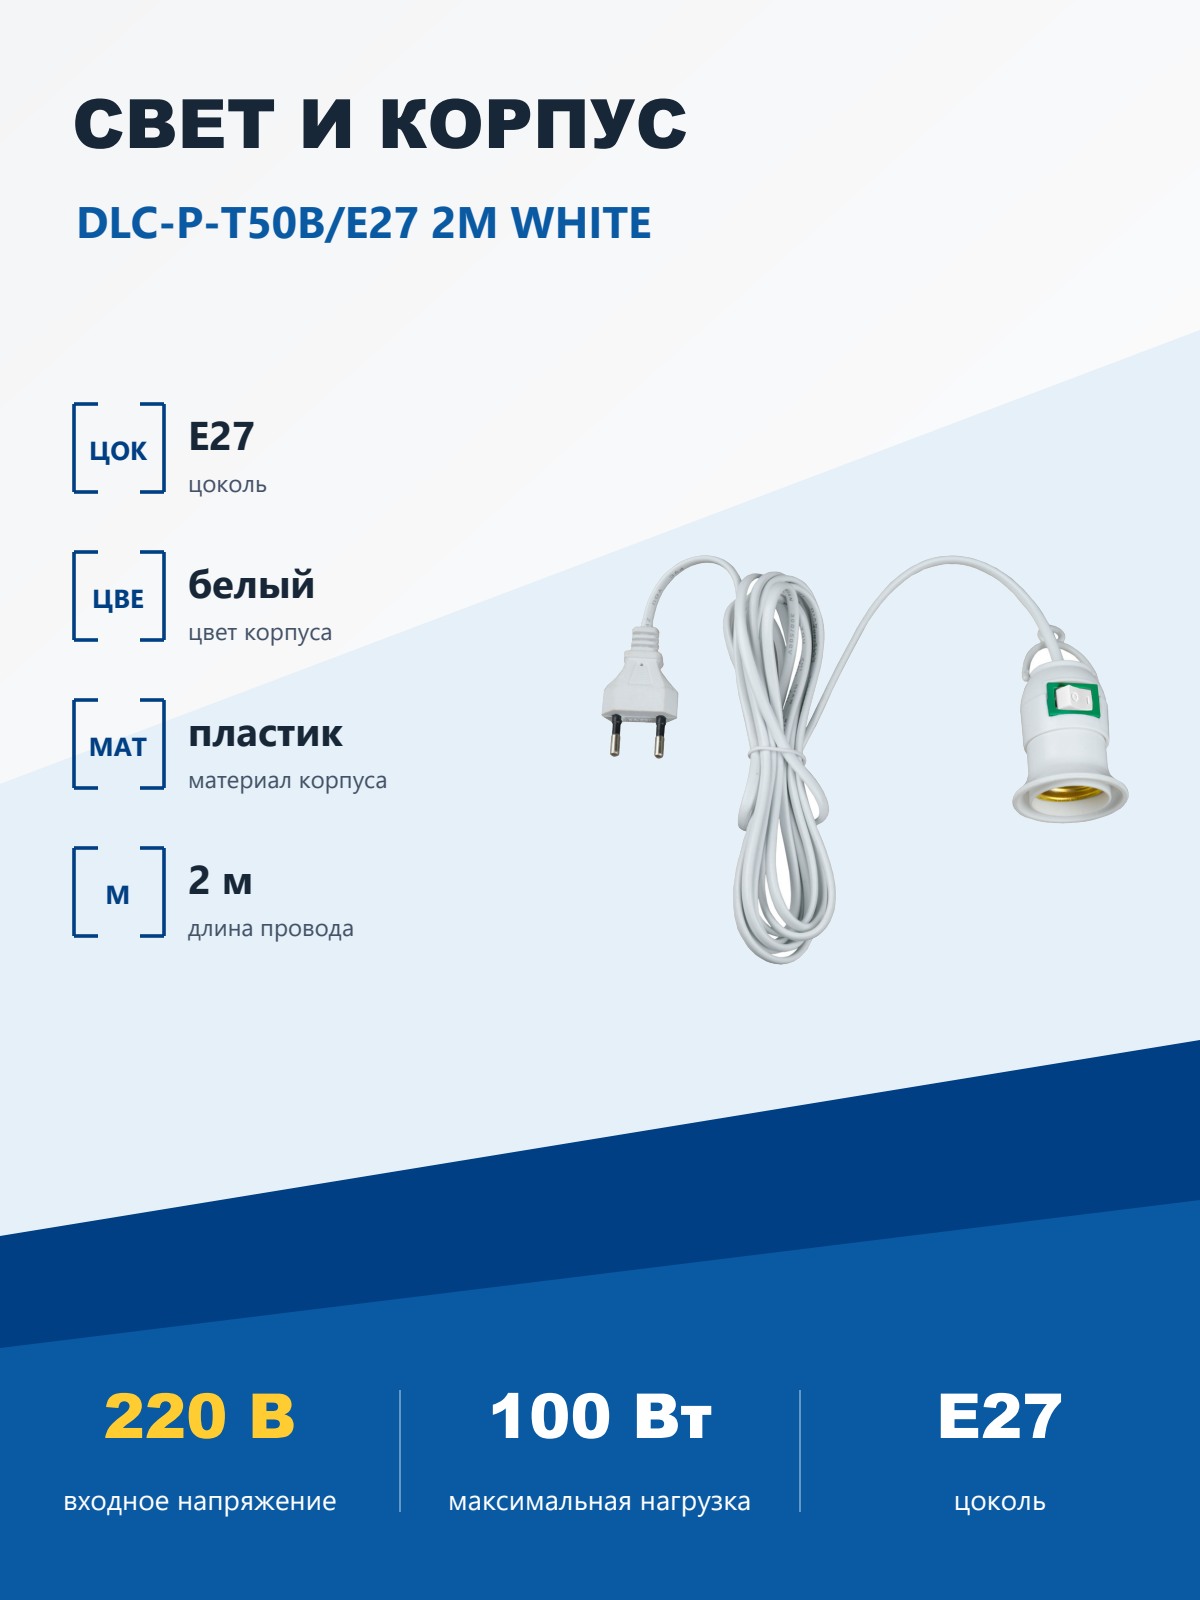 СВЕТ И КОРПУС
DLC-P-T50B/E27 2M WHITE
ЦОК
E27
цоколь
ЦВЕ
белый
цвет корпуса
МАТ
пластик
материал корпуса
М
2 м
длина провода
220 В
входное напряжение
100 Вт
максимальная нагрузка
E27
цоколь